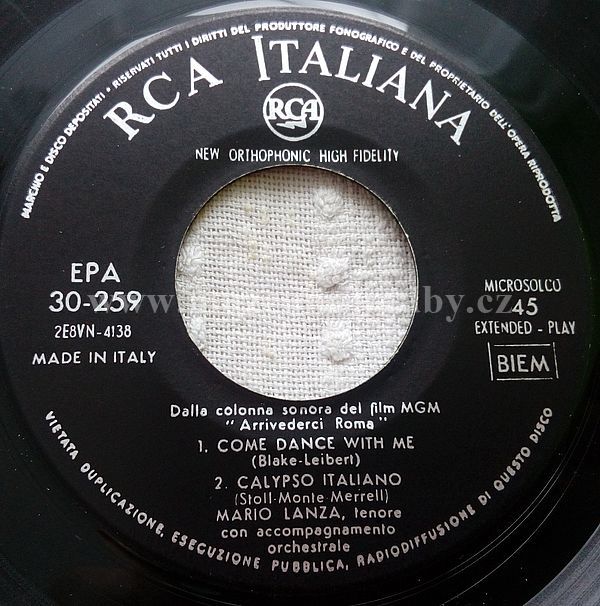 MARCHIO E DISCO DEPOSITATI • RISERVATI TUTTI I DIRITTI DEL PRODUTTORE FONOGRAFICO E DEL PROPRIETARIO DELL'OPERA RIPRODOTTA
RCA ITALIANA
RCA
NEW ORTHOPHONIC HIGH FIDELITY
EPA
30-259
2E8VN-4138
MADE IN ITALY
MICROSOLCO
45
EXTENDED - PLAY
BIEM
Dalla colonna sonora del film MGM
"Arrivederci Roma"
1. COME DANCE WITH ME
(Blake-Leibert)
2. CALYPSO ITALIANO
(Stoll-Monte-Merrell)
MARIO LANZA, tenore
con accompagnamento
orchestrale
VIETATA DUPLICAZIONE, ESECUZIONE PUBBLICA, RADIODIFFUSIONE DI QUESTO DISCO